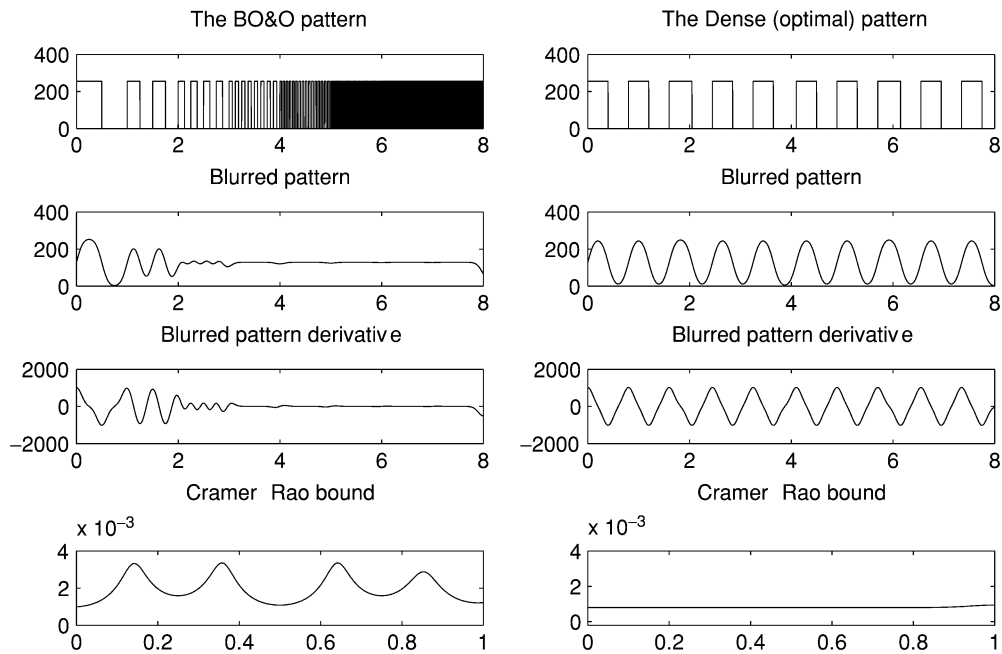 The BO&O pattern
400
200
0
0 2 4 6 8
Blurred pattern
400
200
0
0 2 4 6 8
Blurred pattern derivative
2000
0
−2000
0 2 4 6 8
Cramer Rao bound
x 10⁻³
4
2
0
0 0.2 0.4 0.6 0.8 1
The Dense (optimal) pattern
400
200
0
0 2 4 6 8
Blurred pattern
400
200
0
0 2 4 6 8
Blurred pattern derivative
2000
0
−2000
0 2 4 6 8
Cramer Rao bound
x 10⁻³
4
2
0
0 0.2 0.4 0.6 0.8 1